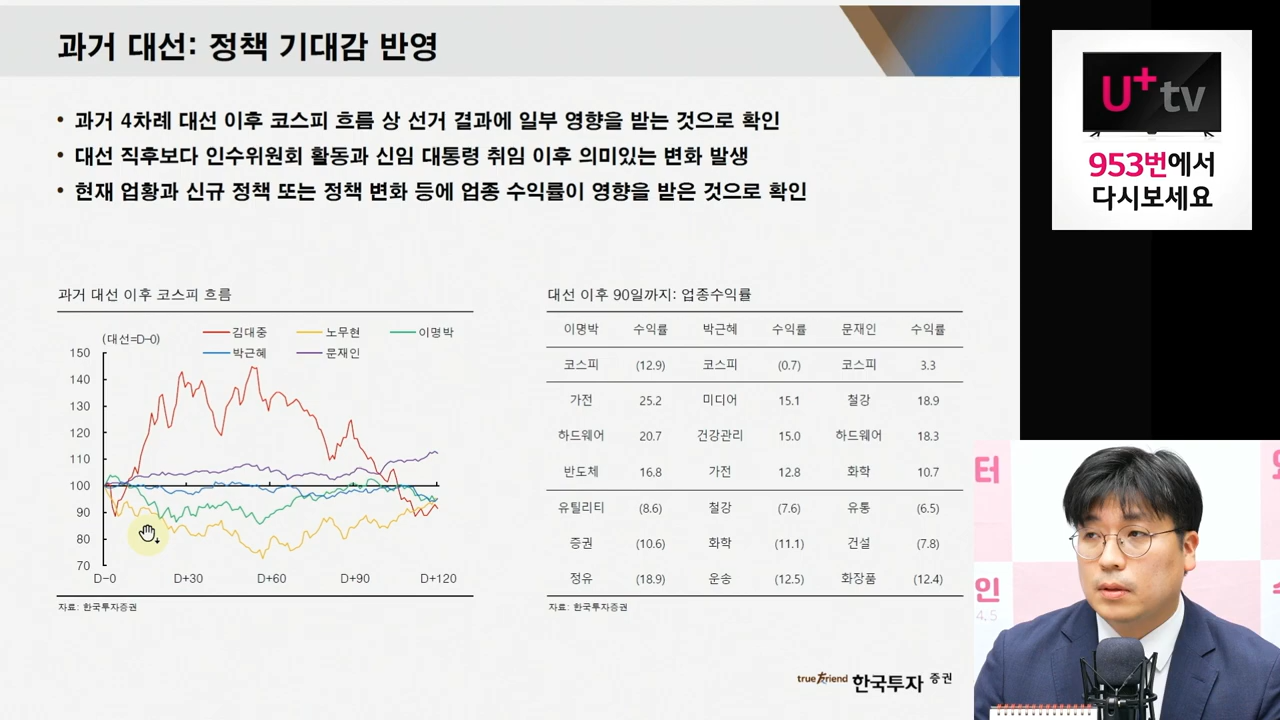 과거 대선: 정책 기대감 반영
• 과거 4차례 대선 이후 코스피 흐름 상 선거 결과에 일부 영향을 받는 것으로 확인
• 대선 직후보다 인수위원회 활동과 신임 대통령 취임 이후 의미있는 변화 발생
• 현재 업황과 신규 정책 또는 정책 변화 등에 업종 수익률이 영향을 받은 것으로 확인
과거 대선 이후 코스피 흐름
(대선=D-0)
김대중 노무현 이명박
박근혜 문재인
150
140
130
120
110
100
90
80
70
D-0 D+30 D+60 D+90 D+120
자료: 한국투자증권
대선 이후 90일까지: 업종수익률
이명박 수익률 박근혜 수익률 문재인 수익률
코스피 (12.9) 코스피 (0.7) 코스피 3.3
가전 25.2 미디어 15.1 철강 18.9
하드웨어 20.7 건강관리 15.0 하드웨어 18.3
반도체 16.8 가전 12.8 화학 10.7
유틸리티 (8.6) 철강 (7.6) 유통 (6.5)
증권 (10.6) 화학 (11.1) 건설 (7.8)
정유 (18.9) 운송 (12.5) 화장품 (12.4)
자료: 한국투자증권
true Friend 한국투자증권
U+ tv
953번에서
다시보세요
터
인
4.5